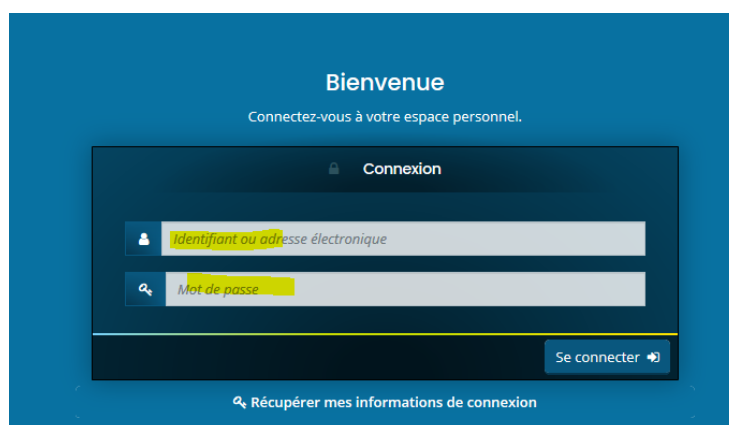 Bienvenue
Connectez-vous à votre espace personnel.
Connexion
Identifiant ou adresse électronique
Mot de passe
Se connecter
Récupérer mes informations de connexion